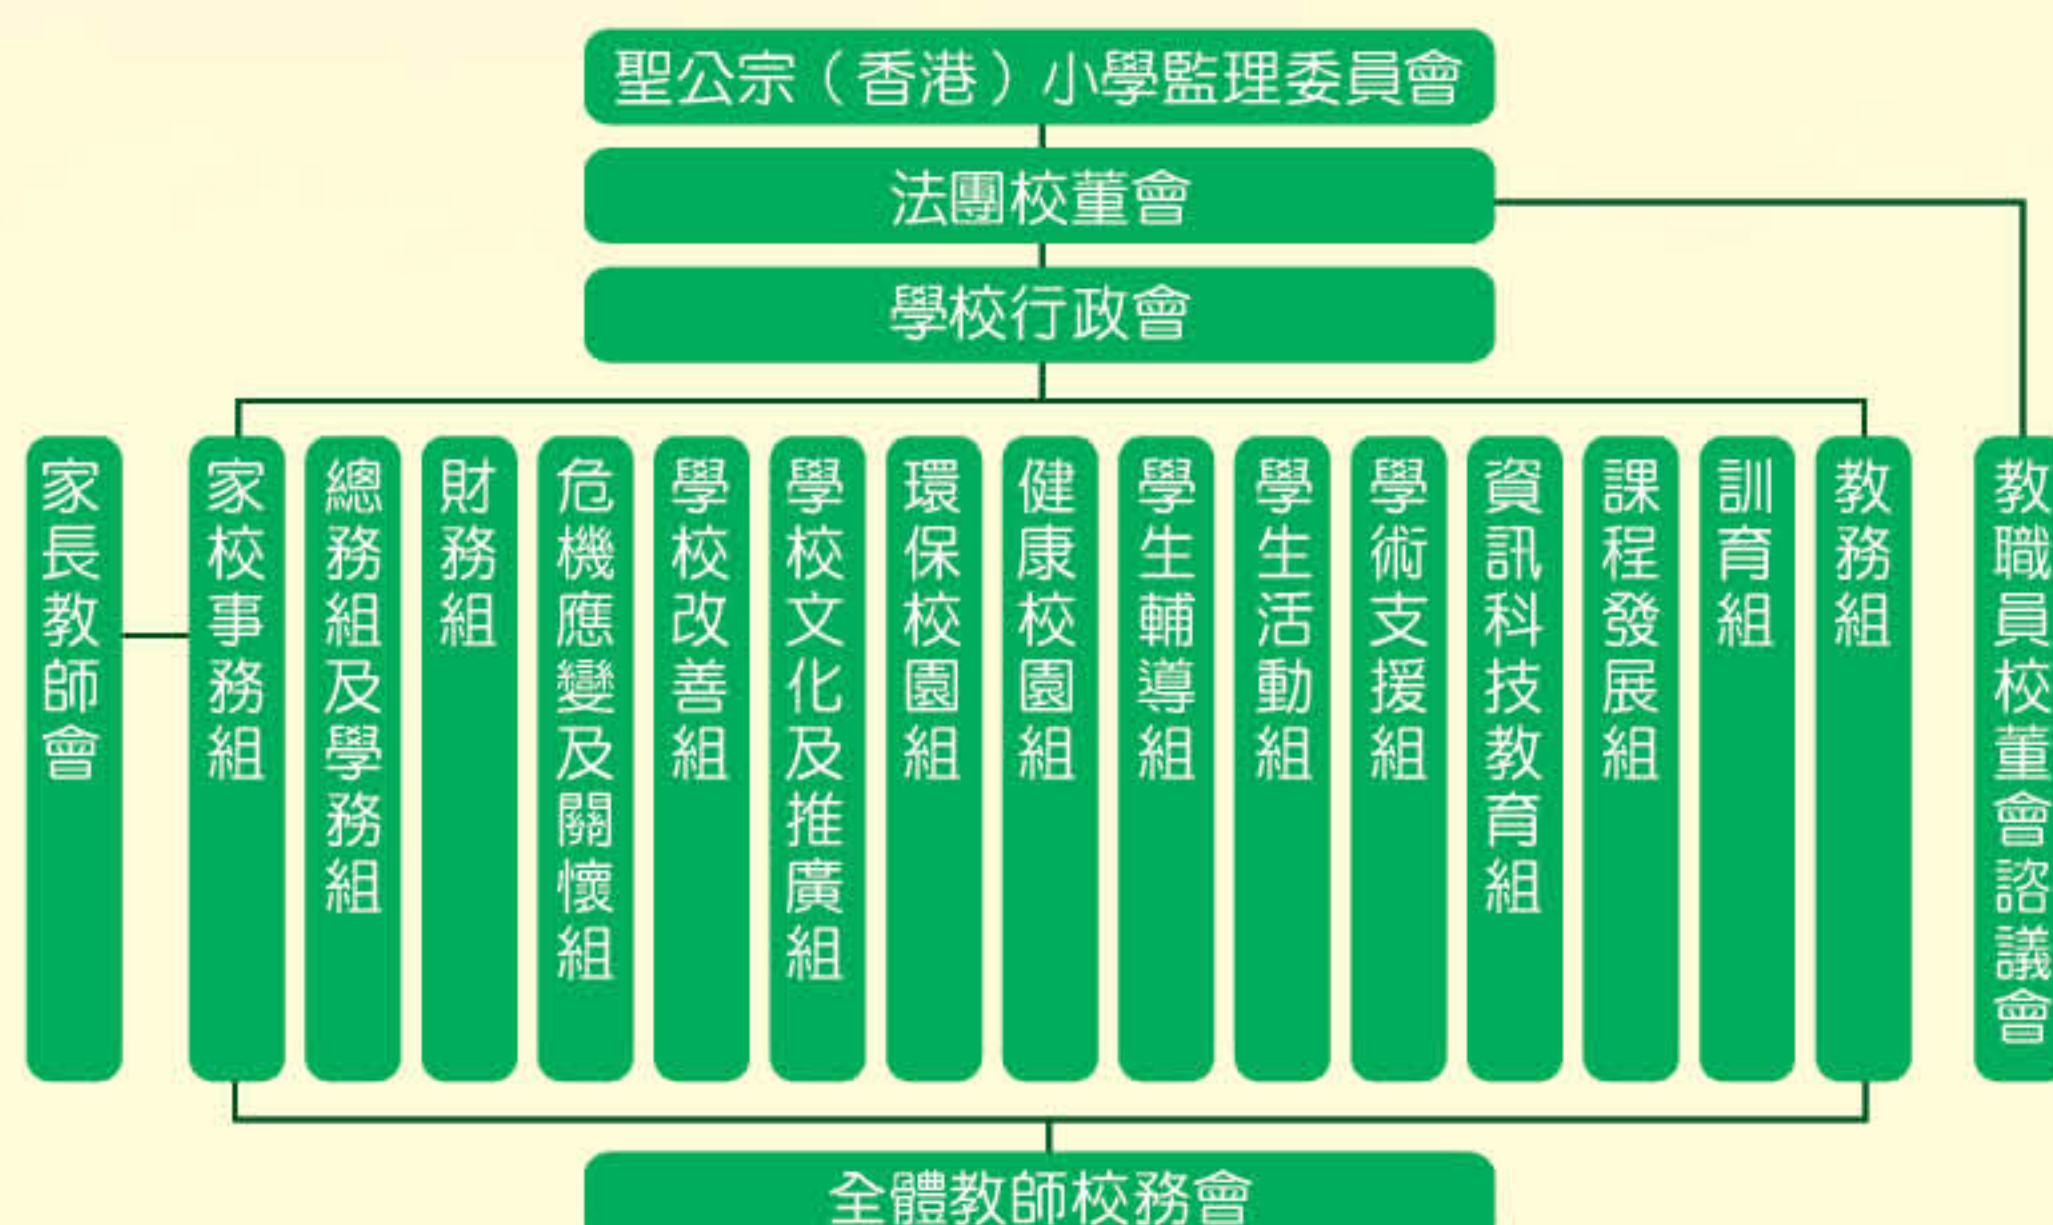 聖公宗（香港）小學監理委員會
法團校董會
學校行政會
家長教師會
家校事務組
總務組及學務組
財務組
危機應變及關懷組
學校改善組
學校文化及推廣組
環保校園組
健康校園組
學生輔導組
學生活動組
學術支援組
資訊科技教育組
課程發展組
訓育組
教務組
教職員校董會諮議會
全體教師校務會